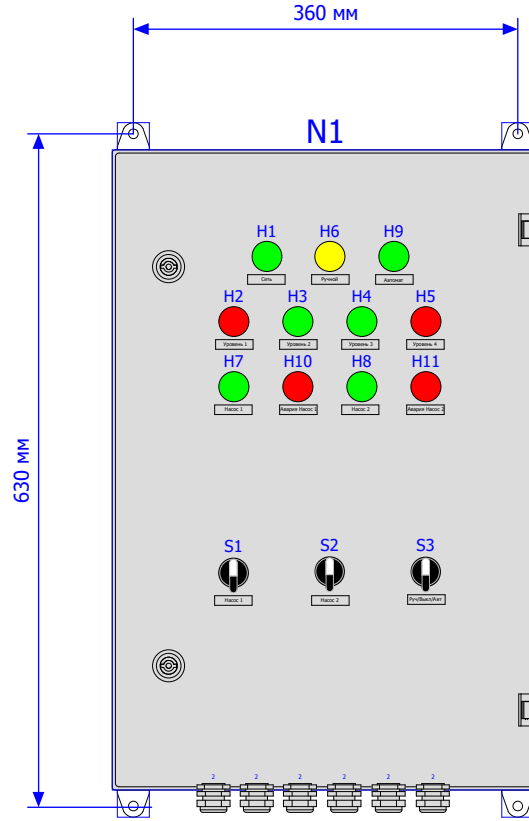 360 мм
N1
H1 H6 H9
Сеть Ручной Автомат
H2 H3 H4 H5
Уровень 1 Уровень 2 Уровень 3 Уровень 4
H7 H10 H8 H11
Насос 1 Авария Насос 1 Насос 2 Авария Насос 2
630 мм
S1 S2 S3
Насос 1 Насос 2 Руч/Выкл/Авт
2 2 2 2 2 2